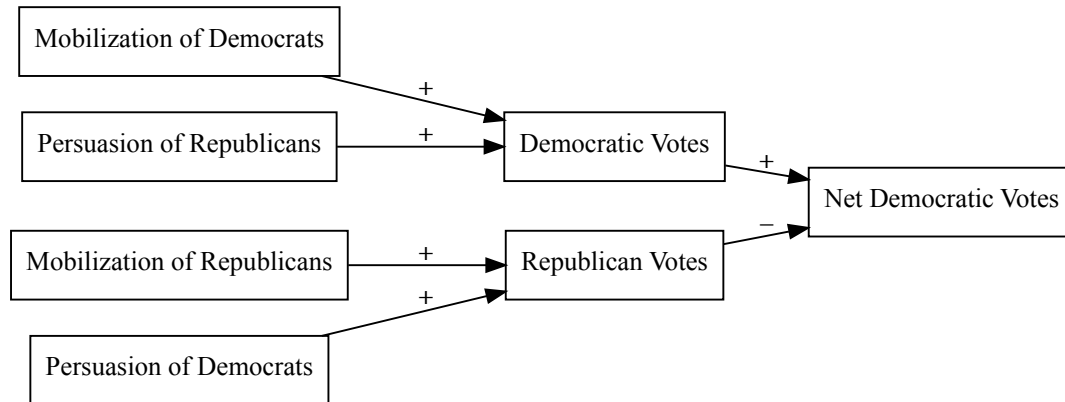 Mobilization of Democrats
+
Persuasion of Republicans
+
Democratic Votes
+
Net Democratic Votes
Mobilization of Republicans
+
Republican Votes
−
+
Persuasion of Democrats